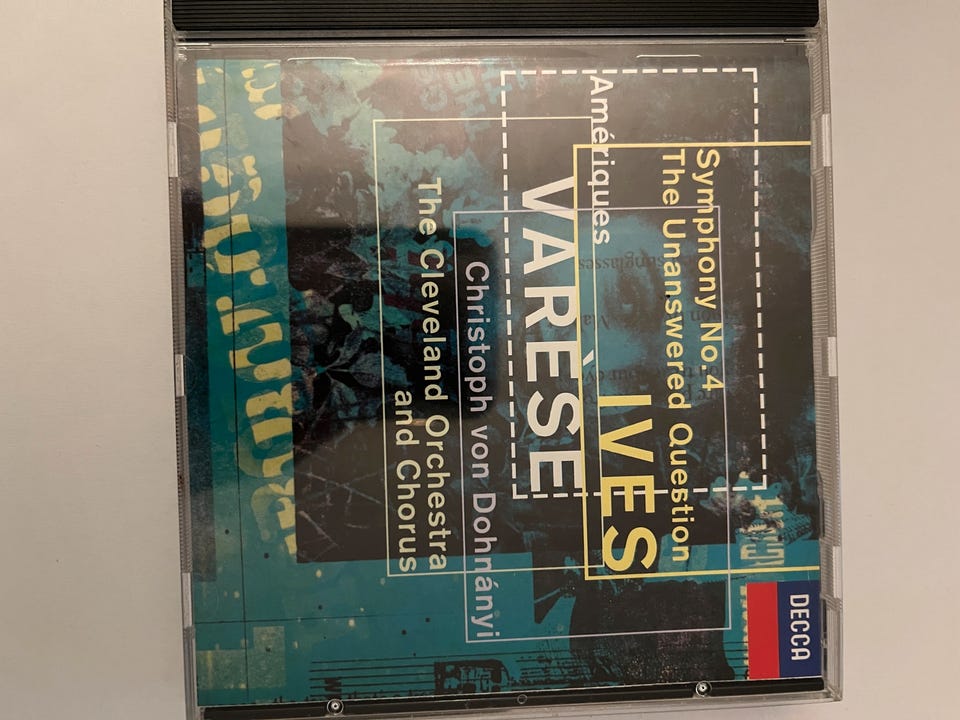 DECCA
Symphony No.4
The Unanswered Question
IVES
Amériques
VARÈSE
Christoph von Dohnányi
The Cleveland Orchestra
and Chorus